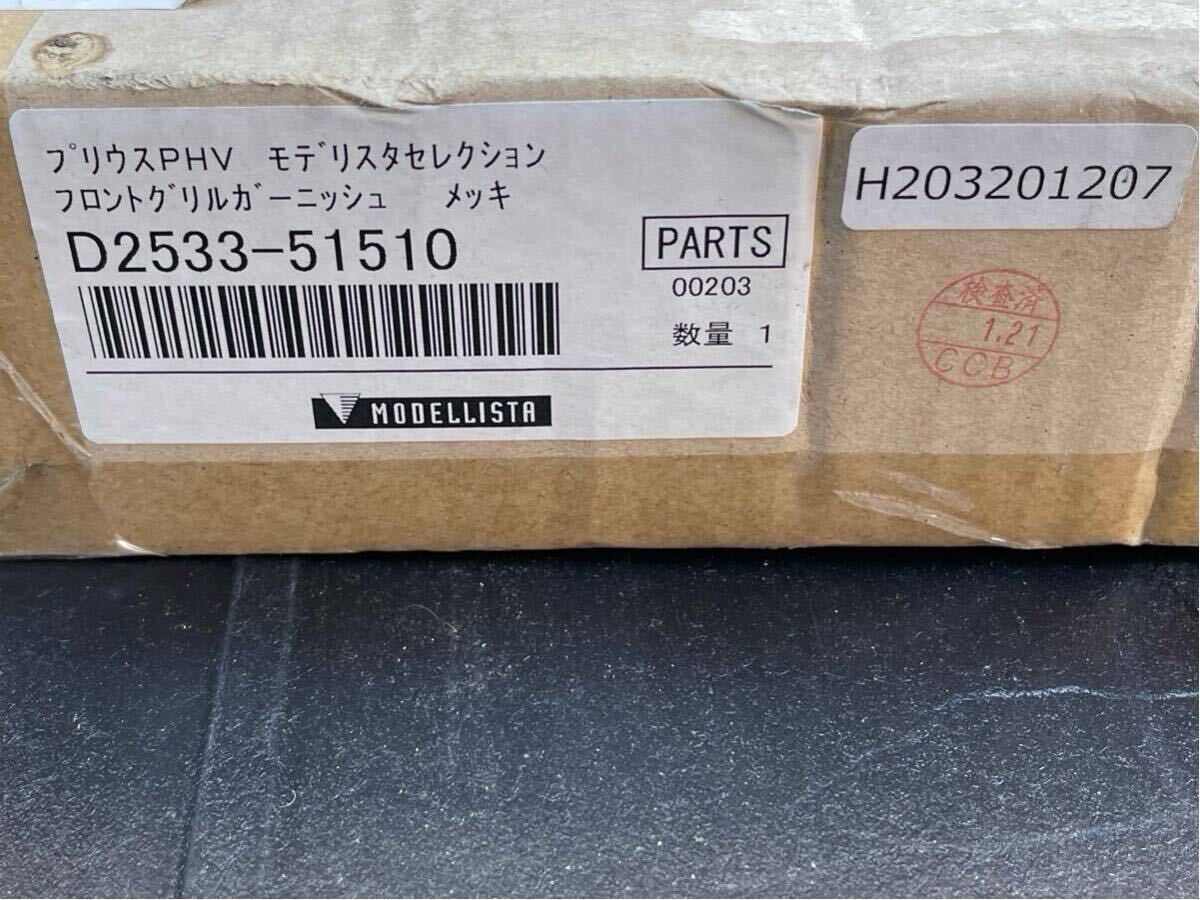 ﾌﾟﾘｳｽPHV　ﾓﾃﾞﾘｽﾀｾﾚｸｼｮﾝ
ﾌﾛﾝﾄｸﾞﾘﾙｶﾞｰﾆｯｼｭ　　ﾒｯｷ
D2533-51510
PARTS
00203
数量 1
MODELLISTA
H203201207
検査済
1.21
CQB